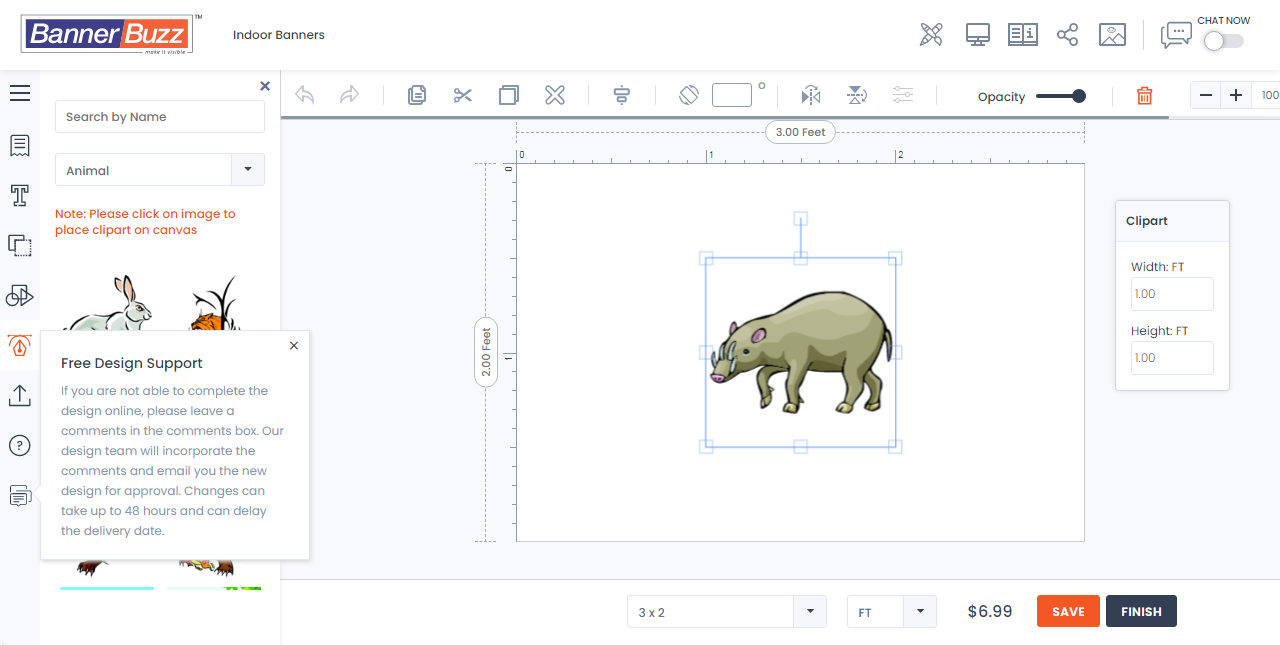 BannerBuzz™
make it visible
Indoor Banners
CHAT NOW
Search by Name
Animal
Note: Please click on image to
place clipart on canvas
Free Design Support
If you are not able to complete the
design online, please leave a
comments in the comments box. Our
design team will incorporate the
comments and email you the new
design for approval. Changes can
take up to 48 hours and can delay
the delivery date.
Opacity
100
3.00 Feet
0 1 2
0
1
2.00 Feet
Clipart
Width: FT
1.00
Height: FT
1.00
3 x 2
FT
$6.99
SAVE
FINISH